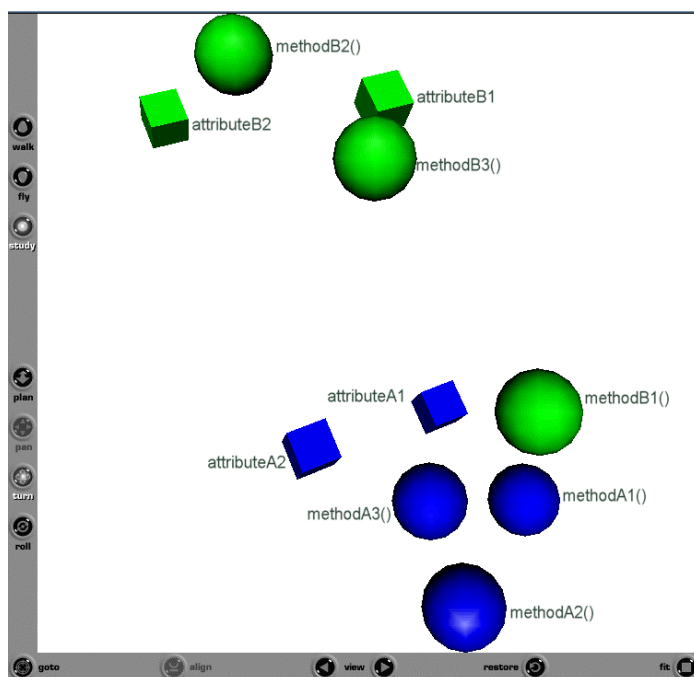 methodB2()
attributeB1
attributeB2
walk
methodB3()
fly
study
attributeA1
plan
methodB1()
pan
attributeA2
turn
methodA1()
methodA3()
roll
methodA2()
goto
align
view
restore
fit